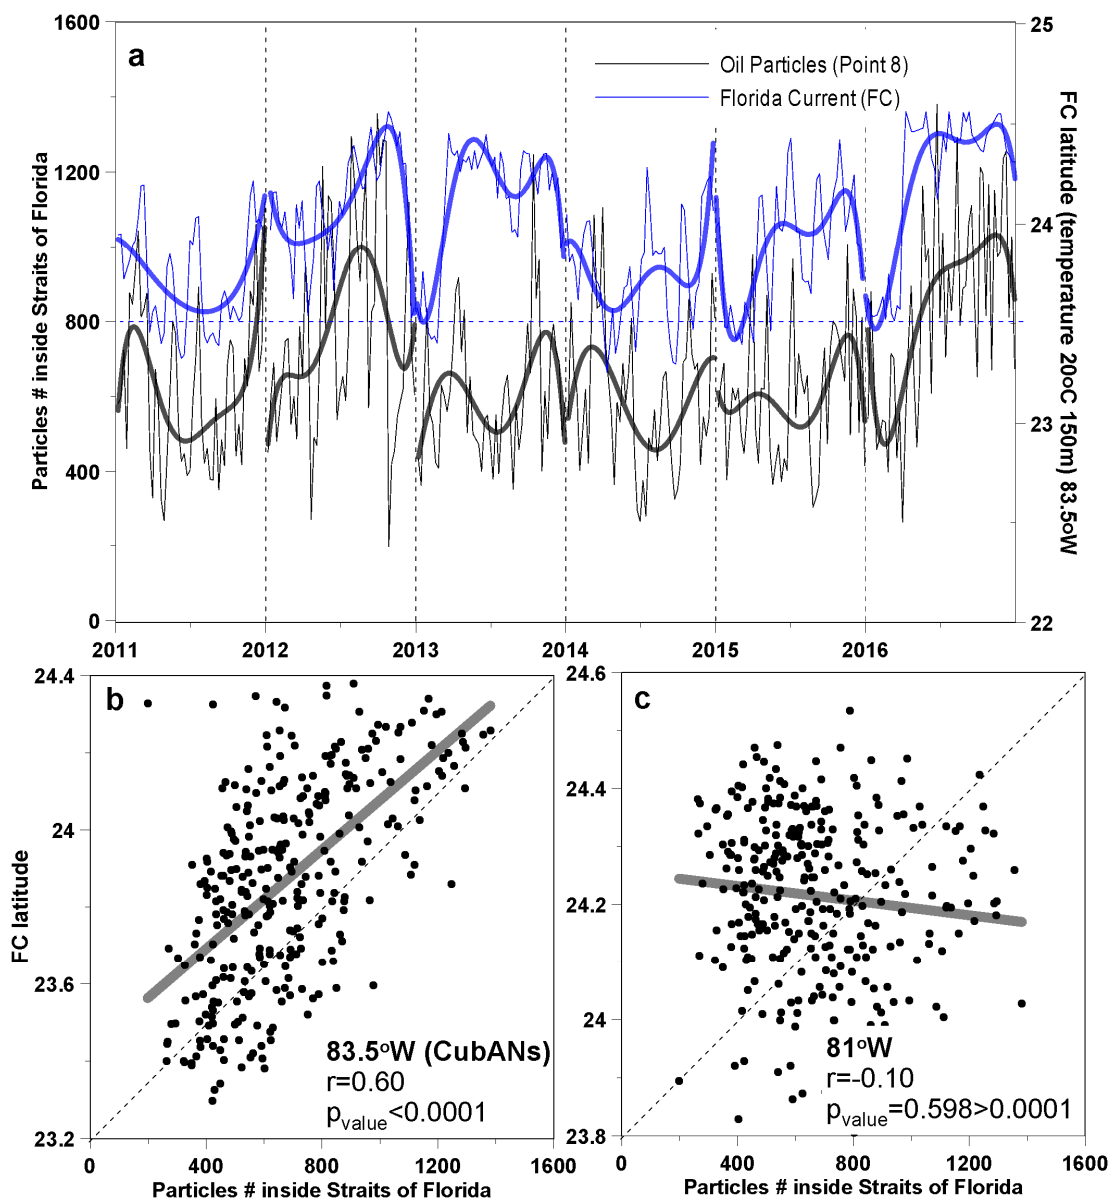 1600
25
a
Oil Particles (Point 8)
Florida Current (FC)
1200
24
800
400
23
0
22
Particles # inside Straits of Florida
FC latitude (temperature 20oC 150m) 83.5oW
2011
2012
2013
2014
2015
2016
24.4
b
24
23.6
23.2
FC latitude
83.5oW (CubANs)
r=0.60
pvalue<0.0001
0
400
800
1200
1600
Particles # inside Straits of Florida
24.6
c
24.4
24.2
24
23.8
81oW
r=-0.10
pvalue=0.598>0.0001
0
400
800
1200
1600
Particles # inside Straits of Florida